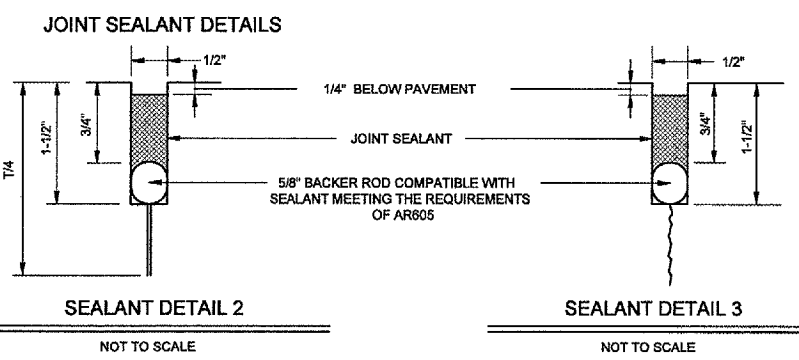 JOINT SEALANT DETAILS
1/2"
1/2"
1/4" BELOW PAVEMENT
T/4
1-1/2"
3/4"
3/4"
1-1/2"
JOINT SEALANT
5/8" BACKER ROD COMPATIBLE WITH
SEALANT MEETING THE REQUIREMENTS
OF AR605
SEALANT DETAIL 2
SEALANT DETAIL 3
NOT TO SCALE
NOT TO SCALE